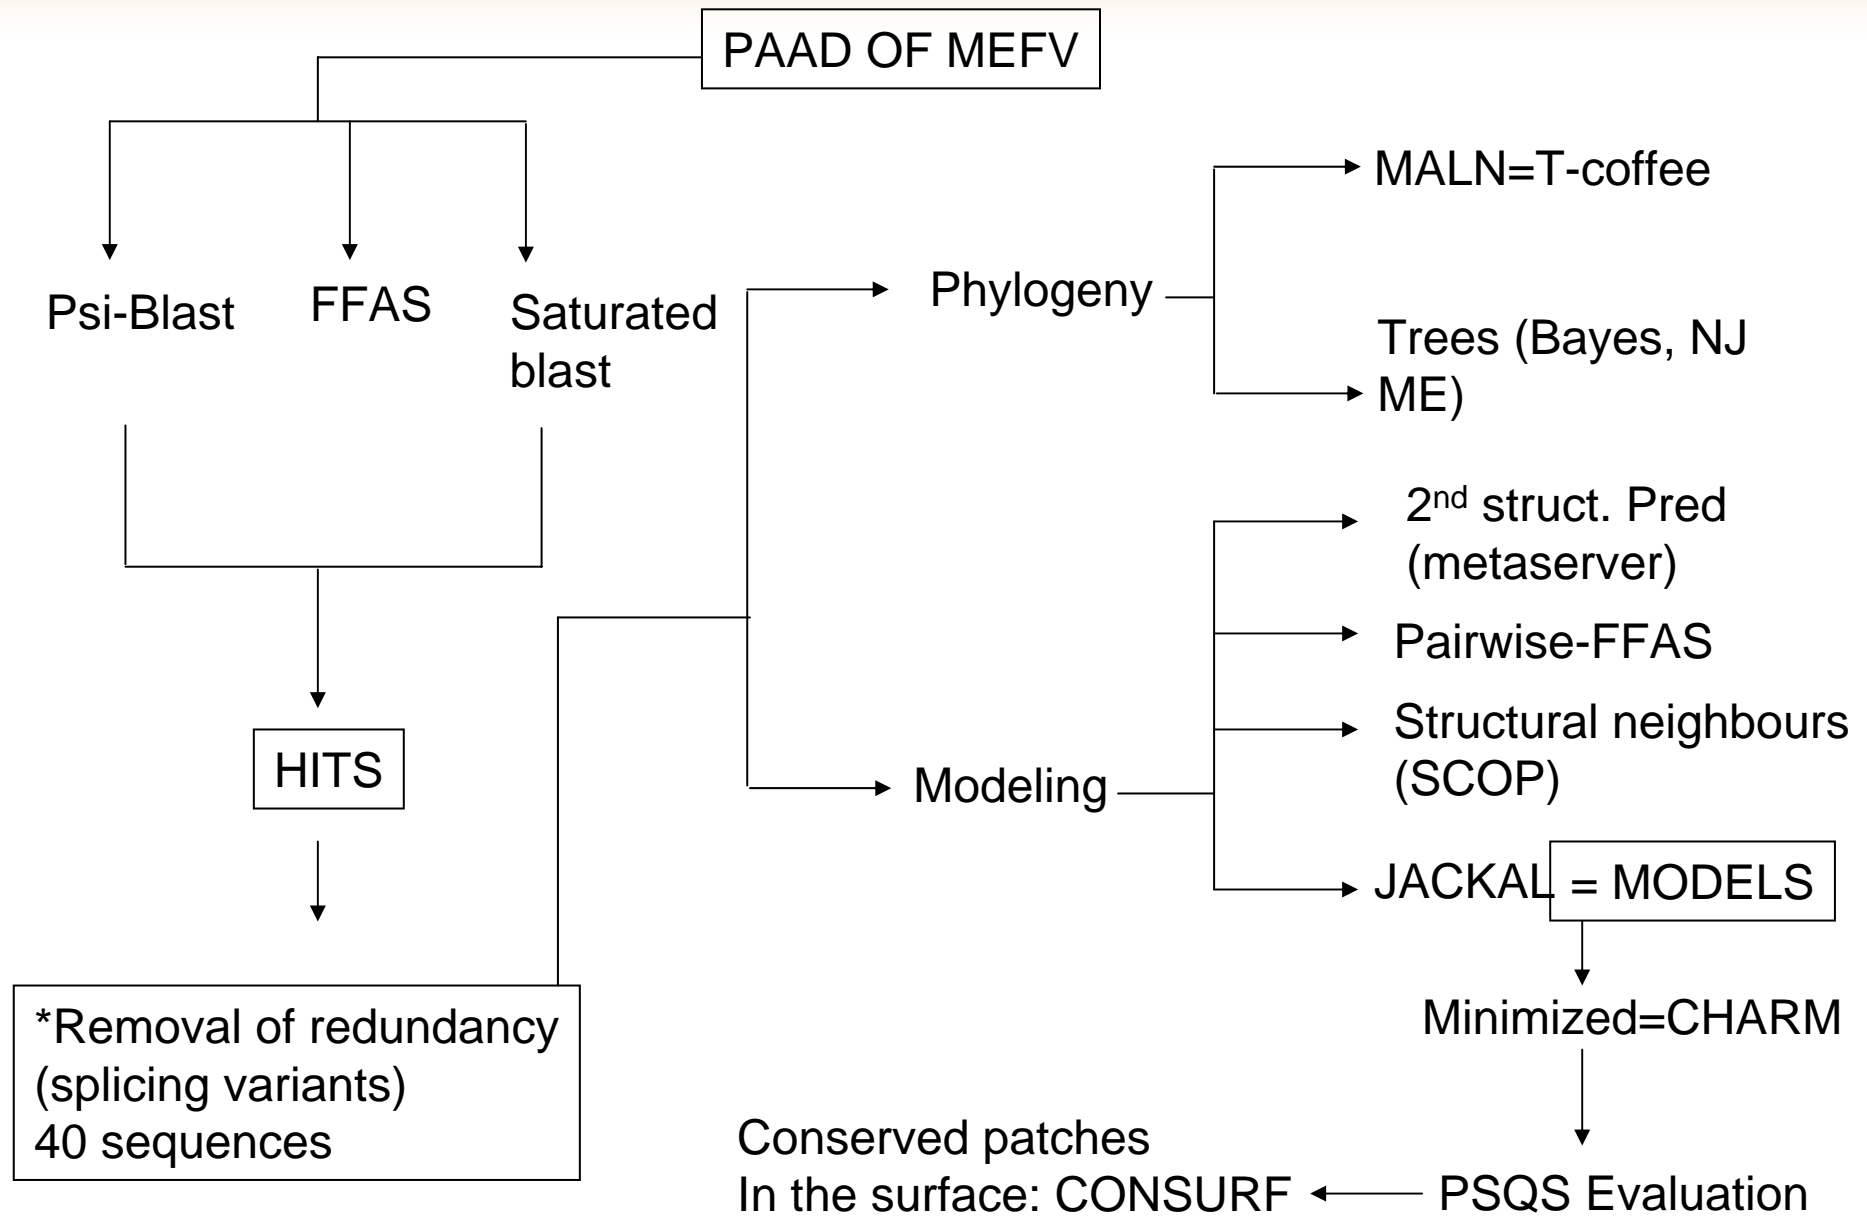 PAAD OF MEFV
Psi-Blast
FFAS
Saturated
blast
HITS
*Removal of redundancy
(splicing variants)
40 sequences
Phylogeny
MALN=T-coffee
Trees (Bayes, NJ
ME)
Modeling
2nd struct. Pred
(metaserver)
Pairwise-FFAS
Structural neighbours
(SCOP)
JACKAL = MODELS
Minimized=CHARM
PSQS Evaluation
Conserved patches
In the surface: CONSURF